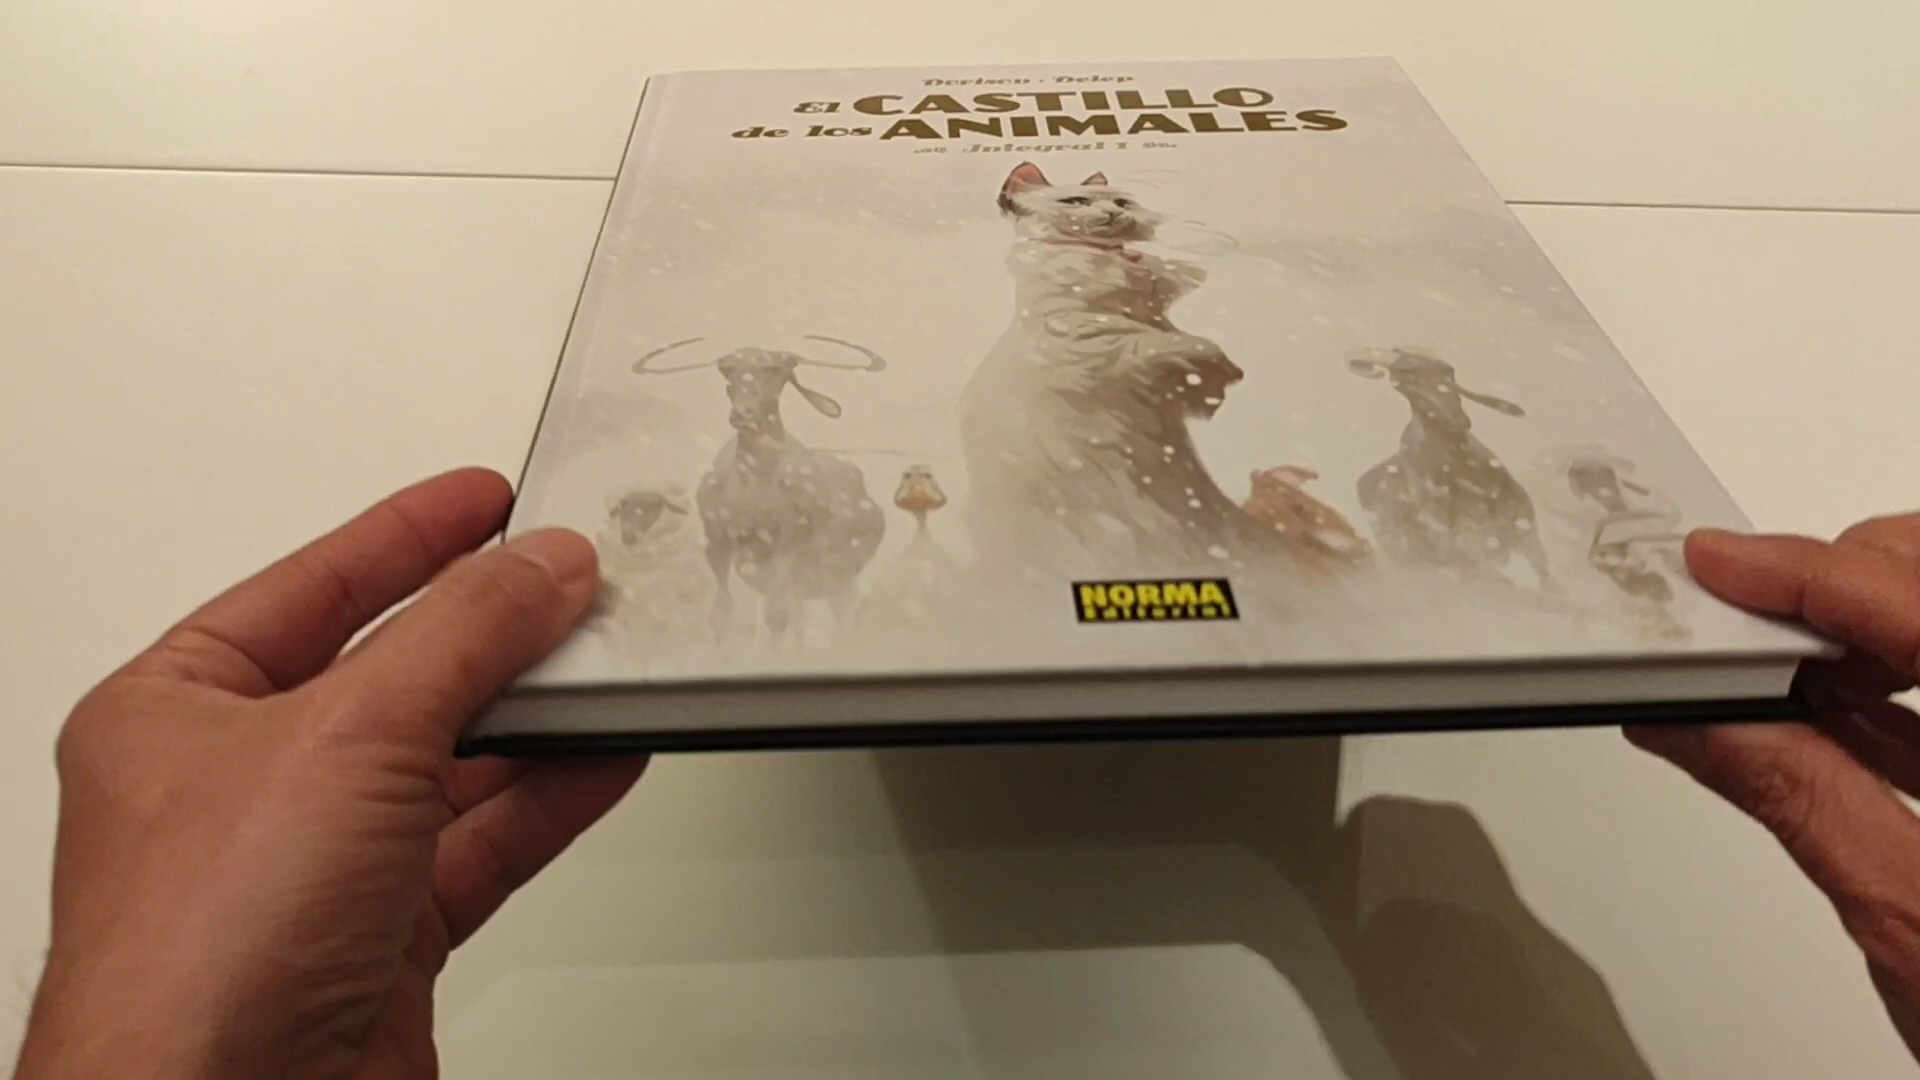 Dorison · Delep
El CASTILLO
de los ANIMALES
Integral 1
NORMA
Editorial